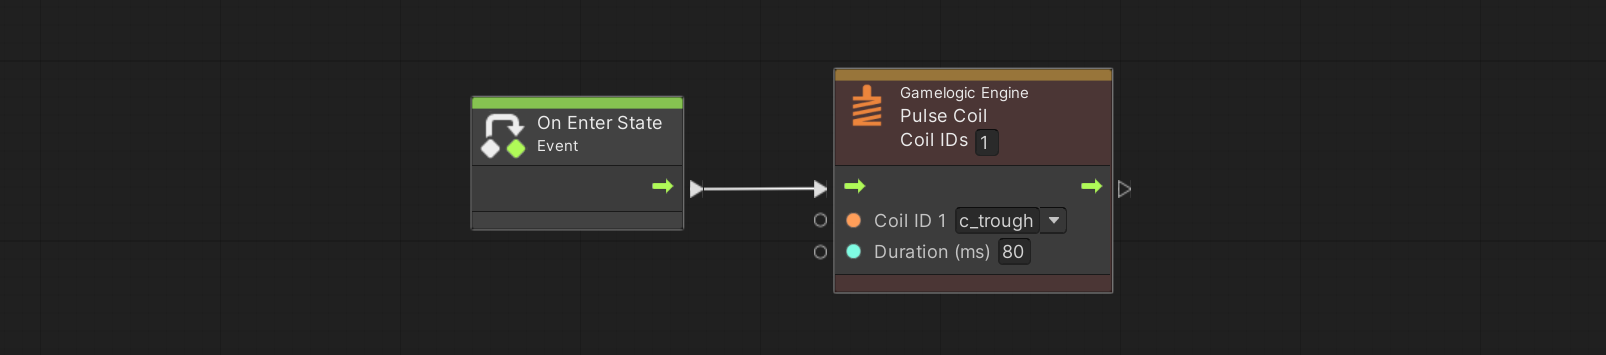 On Enter State
Event
Gamelogic Engine
Pulse Coil
Coil IDs 1
Coil ID 1 c_trough
Duration (ms) 80